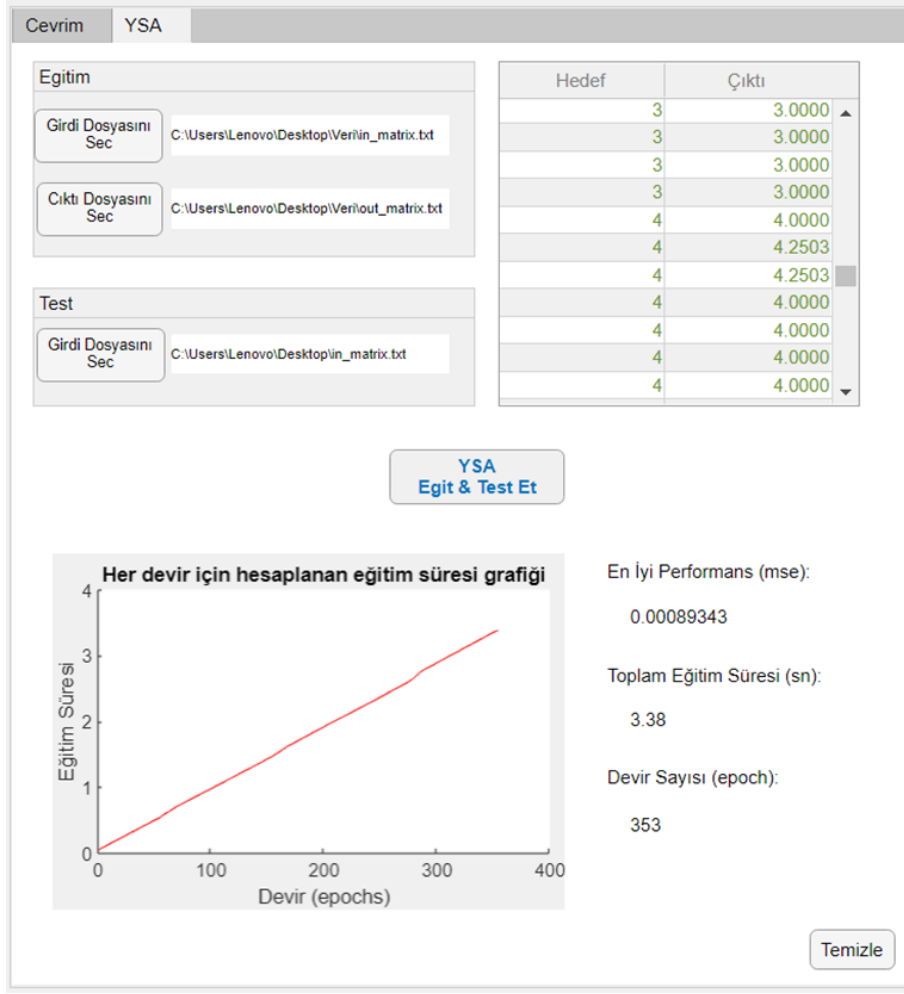 Cevrim YSA
Egitim
Girdi Dosyasını
Sec
C:\Users\Lenovo\Desktop\Veri\in_matrix.txt
Cıktı Dosyasını
Sec
C:\Users\Lenovo\Desktop\Veri\out_matrix.txt
Test
Girdi Dosyasını
Sec
C:\Users\Lenovo\Desktop\in_matrix.txt
Hedef Çıktı
3 3.0000
3 3.0000
3 3.0000
3 3.0000
4 4.0000
4 4.2503
4 4.2503
4 4.0000
4 4.0000
4 4.0000
4 4.0000
YSA
Egit & Test Et
Her devir için hesaplanan eğitim süresi grafiği
Eğitim Süresi
4
3
2
1
0
0 100 200 300 400
Devir (epochs)
En İyi Performans (mse):
0.00089343
Toplam Eğitim Süresi (sn):
3.38
Devir Sayısı (epoch):
353
Temizle